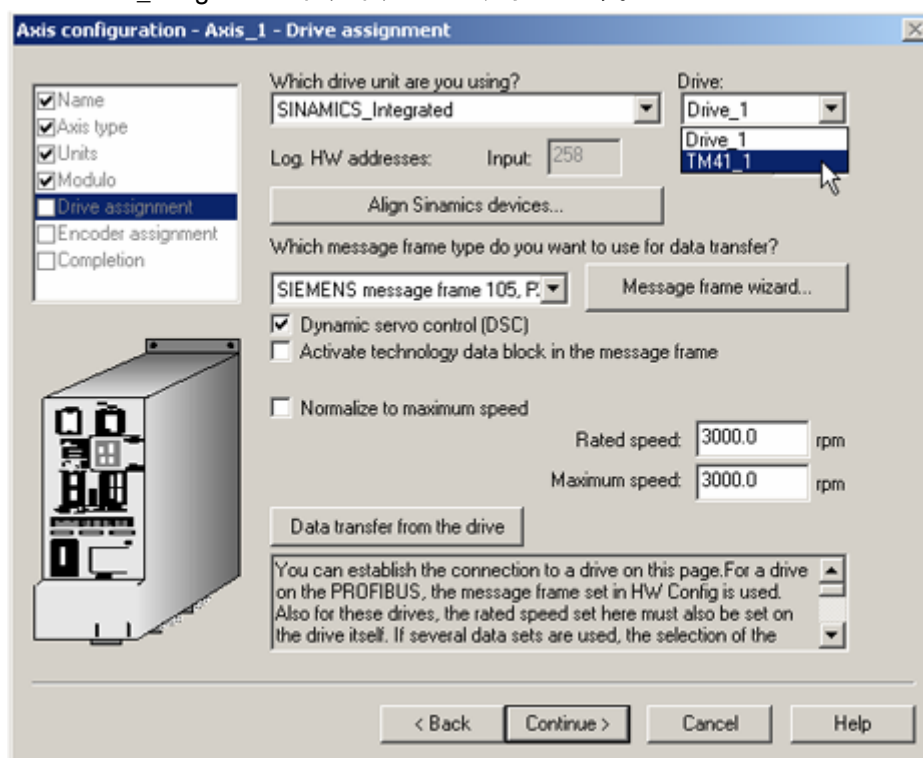 Axis configuration - Axis_1 - Drive assignment
Name
Axis type
Units
Modulo
Drive assignment
Encoder assignment
Completion
Which drive unit are you using?
Drive:
SINAMICS_Integrated
Drive_1
Drive_1
TM41_1
Log. HW addresses: Input: 258
Align Sinamics devices...
Which message frame type do you want to use for data transfer?
SIEMENS message frame 105, P.
Message frame wizard...
Dynamic servo control (DSC)
Activate technology data block in the message frame
Normalize to maximum speed
Rated speed: 3000.0 rpm
Maximum speed: 3000.0 rpm
Data transfer from the drive
You can establish the connection to a drive on this page.For a drive
on the PROFIBUS, the message frame set in HW Config is used.
Also for these drives, the rated speed set here must also be set on
the drive itself. If several data sets are used, the selection of the
< Back
Continue >
Cancel
Help